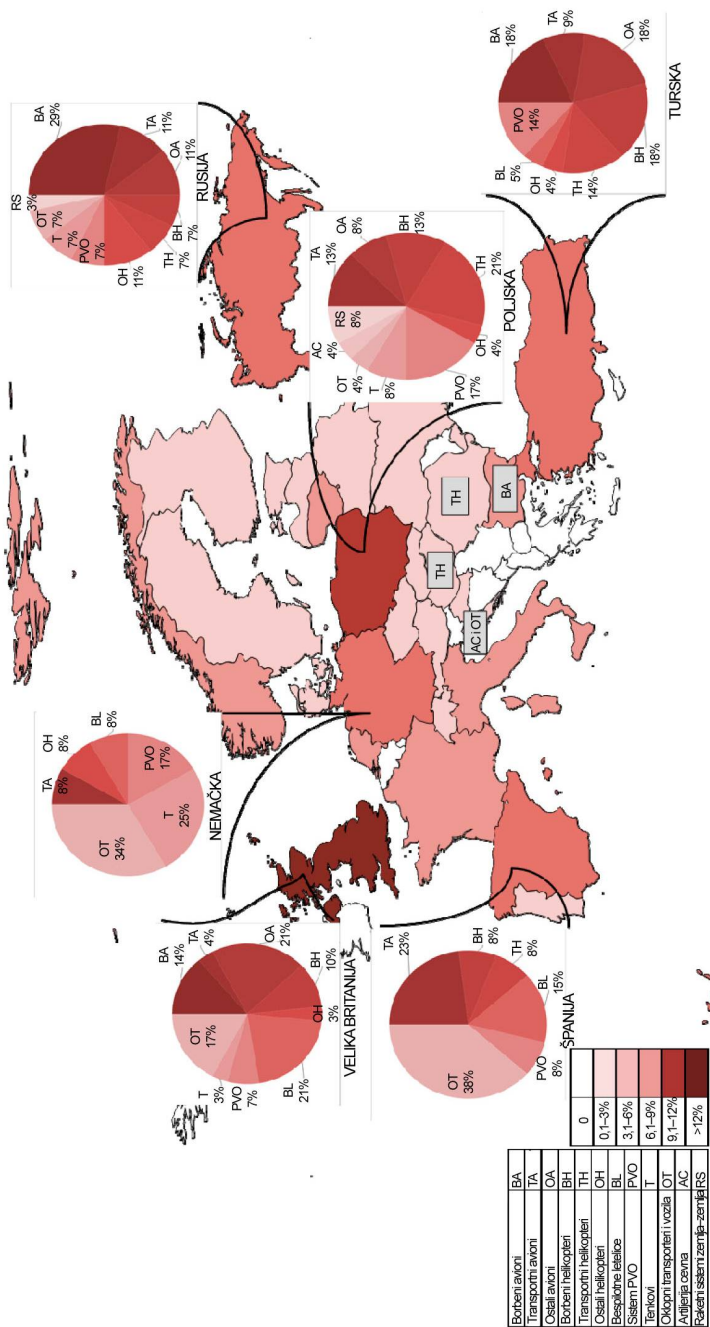 VELIKA BRITANIJA
BA
14%
TA
4%
OA
21%
BH
10%
OH
3%
BL
21%
PVO
7%
T
3%
OT
17%
NEMAČKA
TA
8%
OH
8%
BL
8%
PVO
17%
T
25%
OT
34%
RUSIJA
BA
29%
TA
11%
OA
11%
BH
7%
TH
7%
OH
11%
PVO
7%
T
7%
OT
7%
RS
3%
POLJSKA
TA
13%
OA
8%
BH
13%
TH
21%
OH
4%
PVO
17%
T
8%
OT
4%
AC
4%
RS
8%
ŠPANIJA
TA
23%
BH
8%
TH
8%
BL
15%
PVO
8%
OT
38%
TURSKA
BA
18%
TA
9%
OA
18%
BH
18%
TH
14%
OH
4%
BL
5%
PVO
14%
AC i OT
TH
TH
BA
Borbeni avioni BA
Transportni avioni TA
Ostali avioni OA
Borbeni helikopteri BH
Transportni helikopteri TH
Ostali helikopteri OH
Bespilotne letelice BL
Sistem PVO PVO
Tenkovi T
Oklopni transporteri i vozila OT
Artiljerija cevna AC
Raketni sistemi zemlja-zemlja RS
0
0,1–3%
3,1–6%
6,1–9%
9,1–12%
>12%